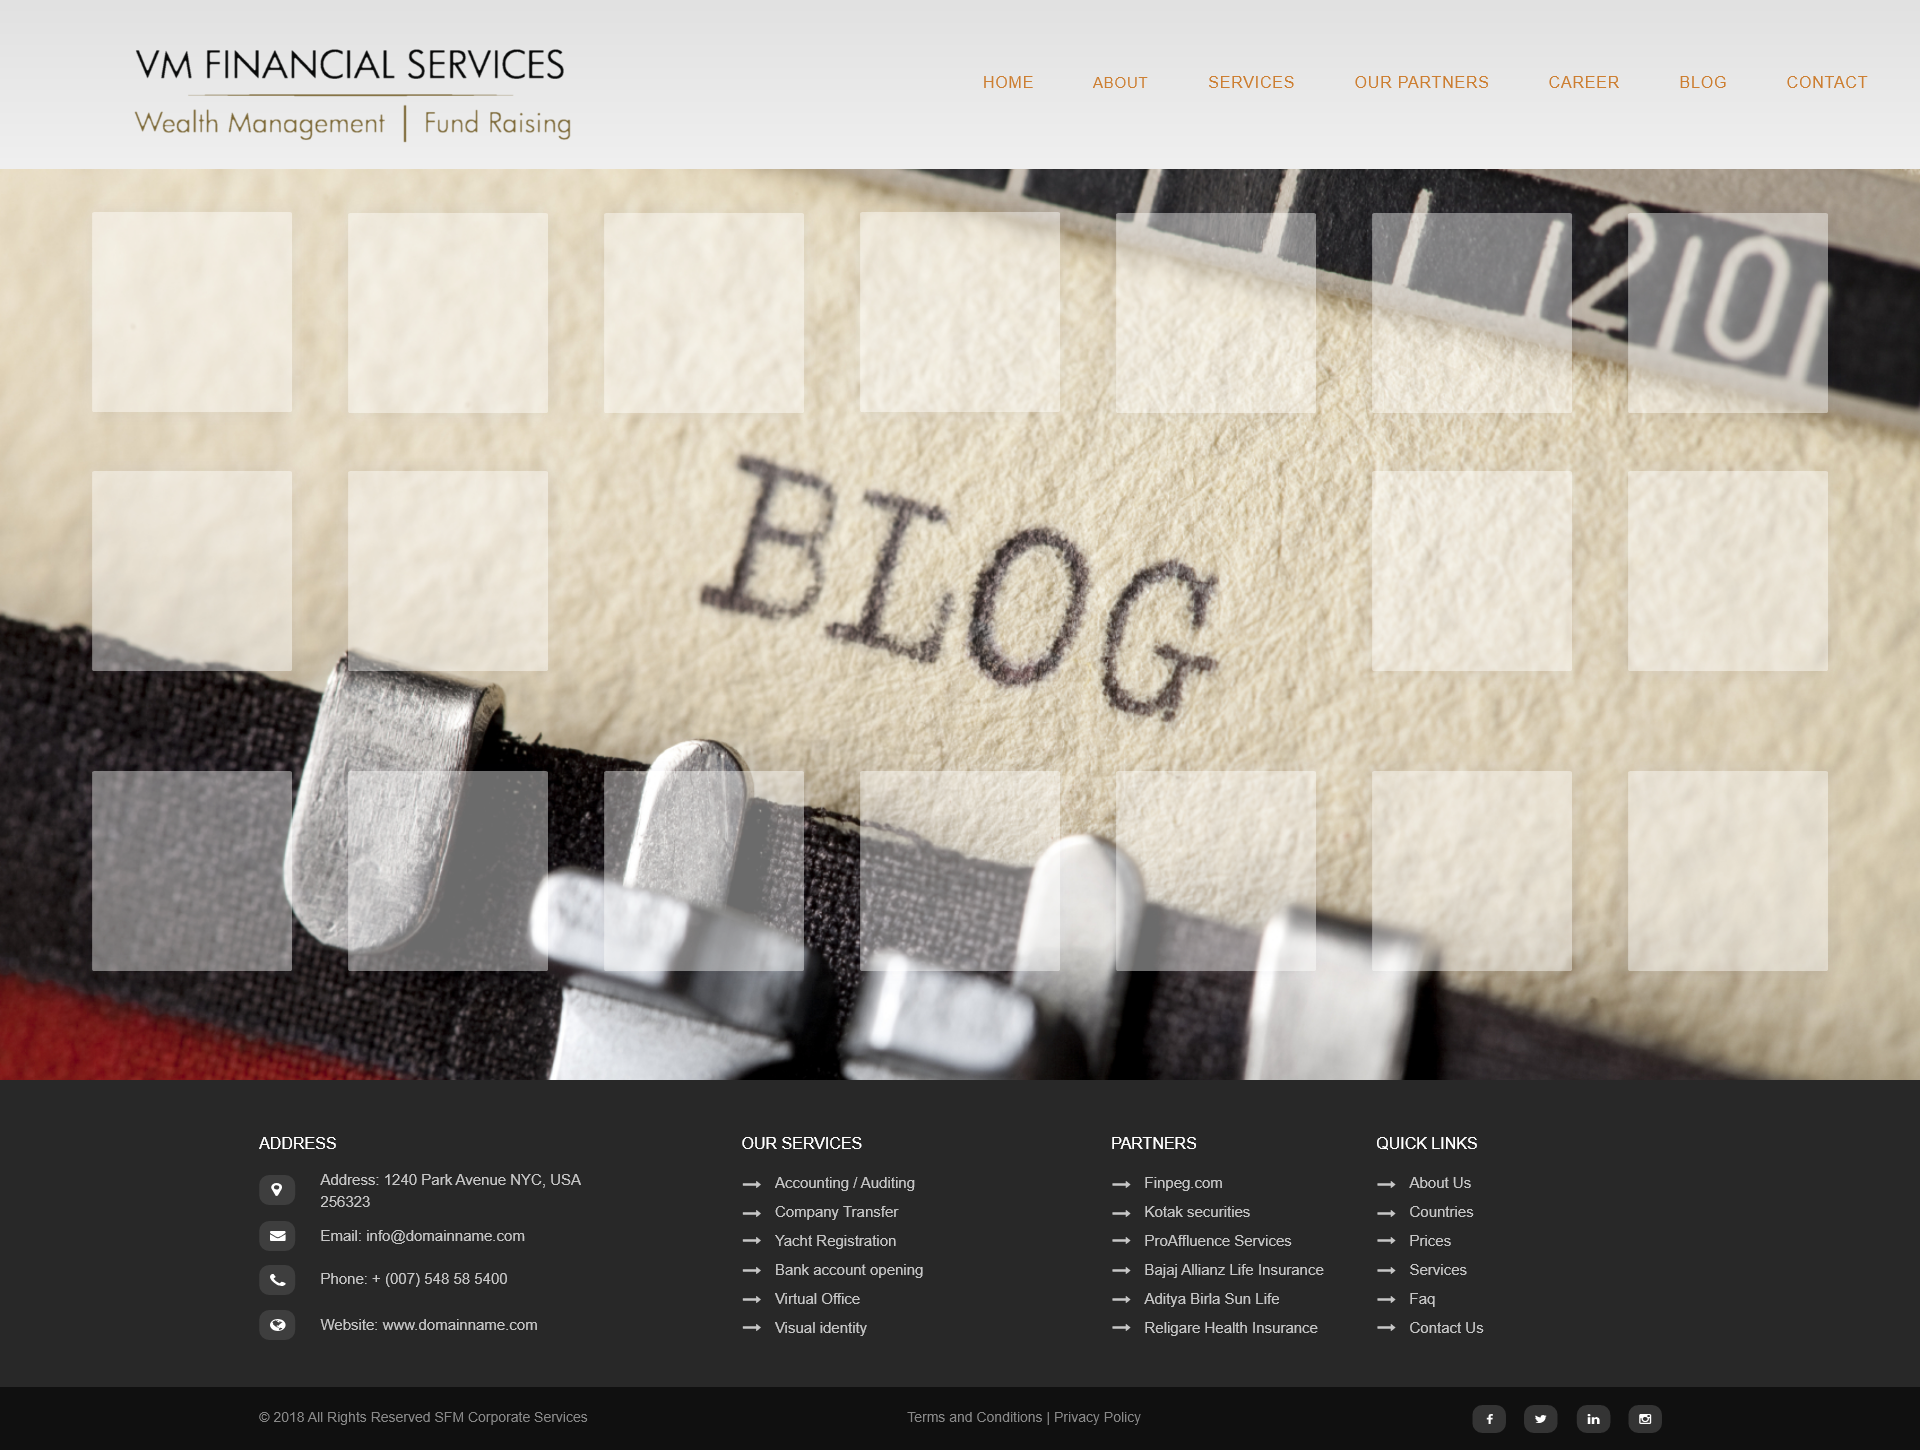 VM FINANCIAL SERVICES
Wealth Management | Fund Raising
HOME ABOUT SERVICES OUR PARTNERS CAREER BLOG CONTACT
20
BLOG
ADDRESS
Address: 1240 Park Avenue NYC, USA
256323
Email: info@domainname.com
Phone: + (007) 548 58 5400
Website: www.domainname.com
OUR SERVICES
Accounting / Auditing
Company Transfer
Yacht Registration
Bank account opening
Virtual Office
Visual identity
PARTNERS
Finpeg.com
Kotak securities
ProAffluence Services
Bajaj Allianz Life Insurance
Aditya Birla Sun Life
Religare Health Insurance
QUICK LINKS
About Us
Countries
Prices
Services
Faq
Contact Us
© 2018 All Rights Reserved SFM Corporate Services
Terms and Conditions | Privacy Policy